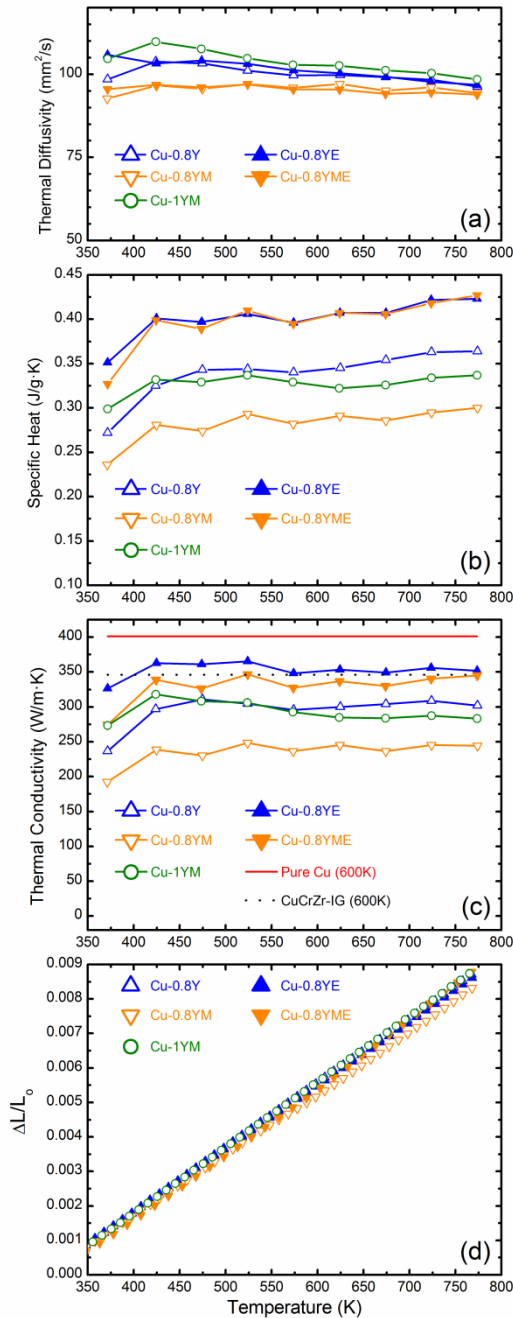 100
75
50
Thermal Diffusivity (mm²/s)
Cu-0.8Y
Cu-0.8YE
Cu-0.8YM
Cu-0.8YME
Cu-1YM
(a)
350 400 450 500 550 600 650 700 750 800
0.45
0.40
0.35
0.30
0.25
0.20
0.15
0.10
Specific Heat (J/g·K)
Cu-0.8Y
Cu-0.8YE
Cu-0.8YM
Cu-0.8YME
Cu-1YM
(b)
350 400 450 500 550 600 650 700 750 800
400
350
300
250
200
150
100
50
0
Thermal Conductivity (W/m·K)
Cu-0.8Y
Cu-0.8YE
Cu-0.8YM
Cu-0.8YME
Cu-1YM
Pure Cu (600K)
CuCrZr-IG (600K)
(c)
350 400 450 500 550 600 650 700 750 800
0.009
0.008
0.007
0.006
0.005
0.004
0.003
0.002
0.001
0.000
ΔL/Lo
Cu-0.8Y
Cu-0.8YE
Cu-0.8YM
Cu-0.8YME
Cu-1YM
(d)
350 400 450 500 550 600 650 700 750 800
Temperature (K)